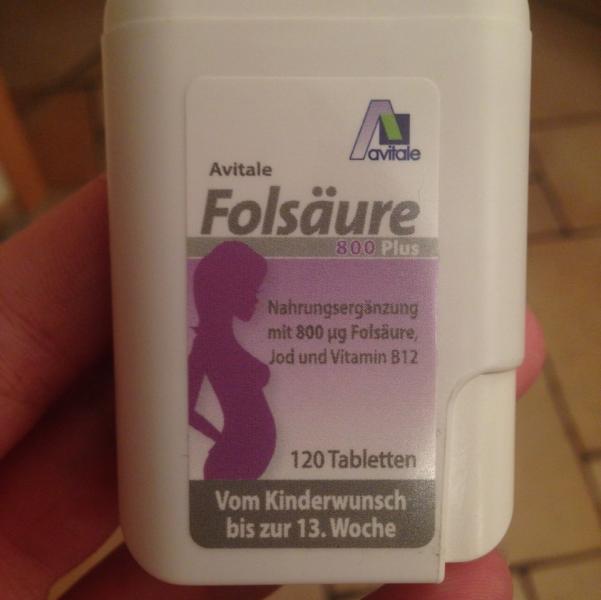 avitale
Avitale
Folsäure
800 Plus
Nahrungsergänzung
mit 800 µg Folsäure,
Jod und Vitamin B12
120 Tabletten
Vom Kinderwunsch
bis zur 13. Woche